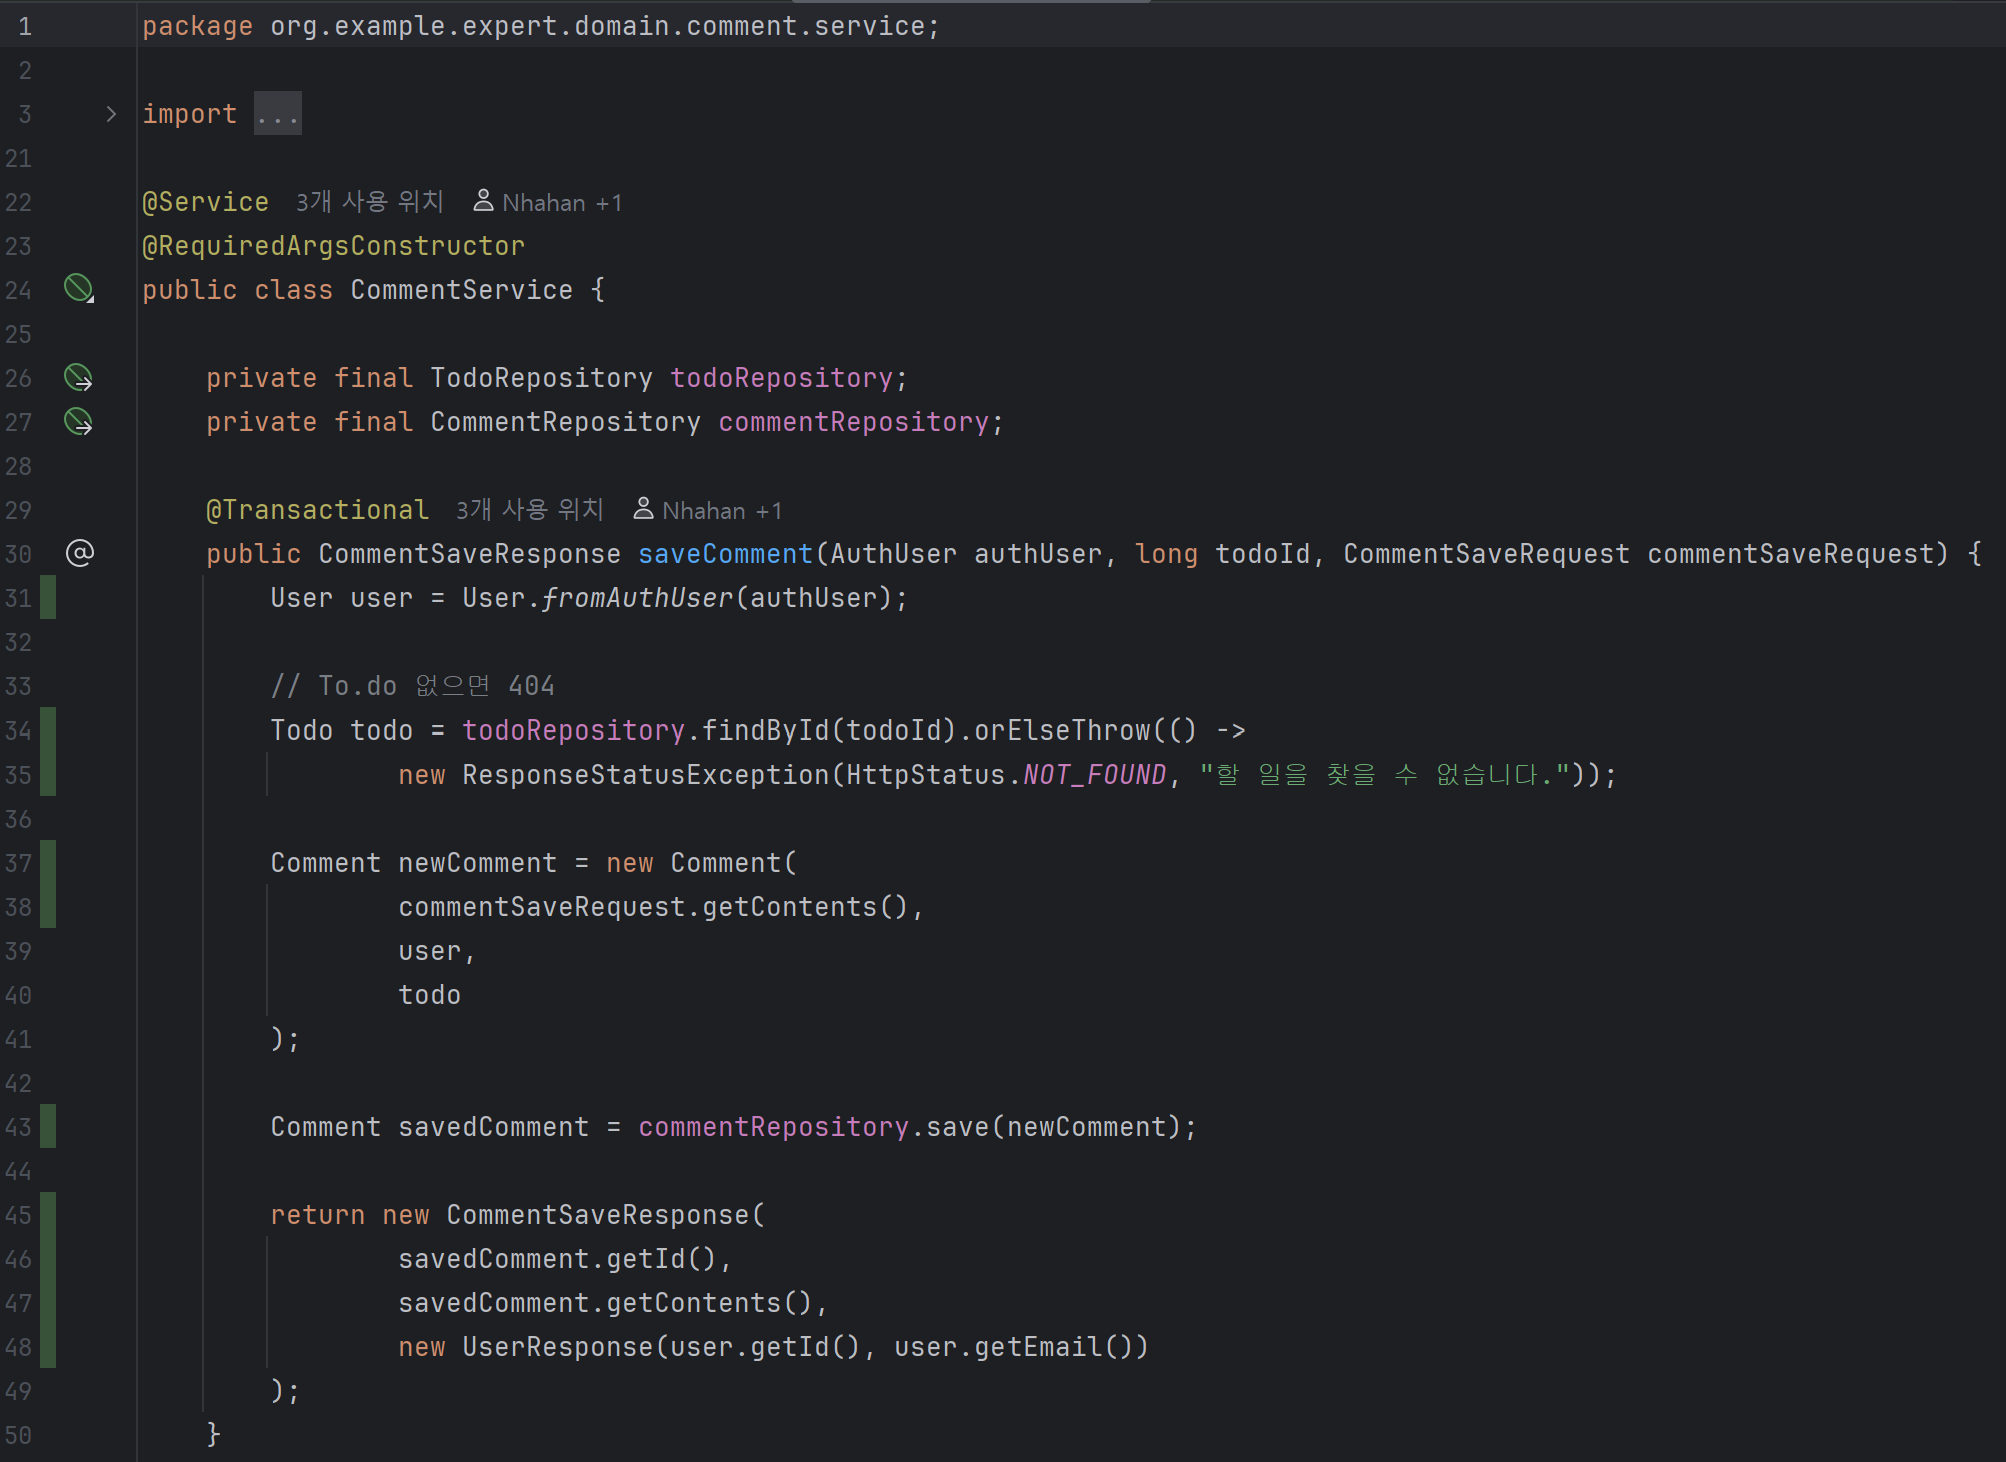 1 package org.example.expert.domain.comment.service;
2
3 import ...
21
22 @Service 3개 사용 위치 Nhahan +1
23 @RequiredArgsConstructor
24 public class CommentService {
25
26 private final TodoRepository todoRepository;
27 private final CommentRepository commentRepository;
28
29 @Transactional 3개 사용 위치 Nhahan +1
30 @ public CommentSaveResponse saveComment(AuthUser authUser, long todoId, CommentSaveRequest commentSaveRequest) {
31 User user = User.fromAuthUser(authUser);
32
33 // To.do 없으면 404
34 Todo todo = todoRepository.findById(todoId).orElseThrow(() ->
35 new ResponseStatusException(HttpStatus.NOT_FOUND, "할 일을 찾을 수 없습니다."));
36
37 Comment newComment = new Comment(
38 commentSaveRequest.getContents(),
39 user,
40 todo
41 );
42
43 Comment savedComment = commentRepository.save(newComment);
44
45 return new CommentSaveResponse(
46 savedComment.getId(),
47 savedComment.getContents(),
48 new UserResponse(user.getId(), user.getEmail())
49 );
50 }